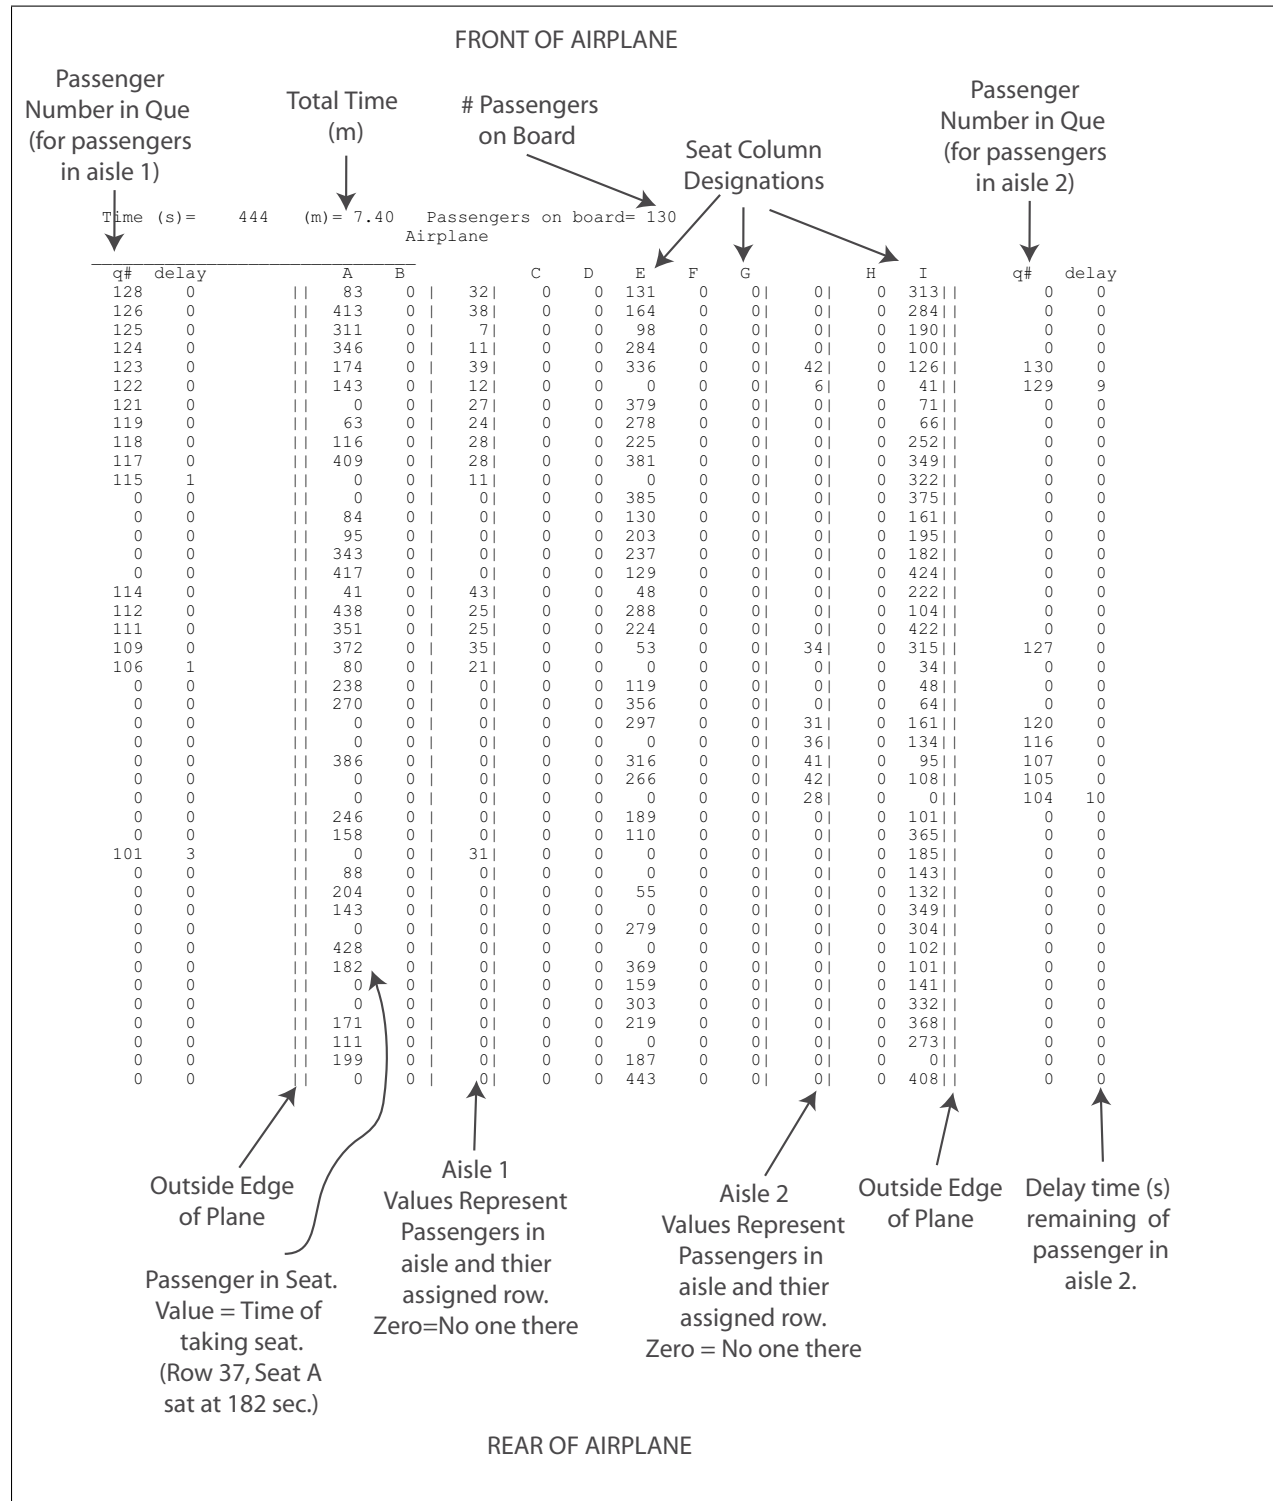 FRONT OF AIRPLANE
Passenger
Number in Que
(for passengers
in aisle 1)
Total Time
(m)
# Passengers
on Board
Seat Column
Designations
Passenger
Number in Que
(for passengers
in aisle 2)
Time (s)= 444 (m)= 7.40 Passengers on board= 130
Airplane
q# delay A B C D E F G H I q# delay
128 0 || 83 0 | 32| 0 0 131 0 0| 0| 0 313|| 0 0
126 0 || 413 0 | 38| 0 0 164 0 0| 0| 0 284|| 0 0
125 0 || 311 0 | 7| 0 0 98 0 0| 0| 0 190|| 0 0
124 0 || 346 0 | 11| 0 0 284 0 0| 0| 0 100|| 0 0
123 0 || 174 0 | 39| 0 0 336 0 0| 42| 0 126|| 130 0
122 0 || 143 0 | 12| 0 0 0 0 0| 6| 0 41|| 129 9
121 0 || 0 0 | 27| 0 0 379 0 0| 0| 0 71|| 0 0
119 0 || 63 0 | 24| 0 0 278 0 0| 0| 0 66|| 0 0
118 0 || 116 0 | 28| 0 0 225 0 0| 0| 0 252|| 0 0
117 0 || 409 0 | 28| 0 0 381 0 0| 0| 0 349|| 0 0
115 1 || 0 0 | 11| 0 0 0 0 0| 0| 0 322|| 0 0
0 0 || 0 0 | 0| 0 0 385 0 0| 0| 0 375|| 0 0
0 0 || 84 0 | 0| 0 0 130 0 0| 0| 0 161|| 0 0
0 0 || 95 0 | 0| 0 0 203 0 0| 0| 0 195|| 0 0
0 0 || 343 0 | 0| 0 0 237 0 0| 0| 0 182|| 0 0
0 0 || 417 0 | 0| 0 0 129 0 0| 0| 0 424|| 0 0
114 0 || 41 0 | 43| 0 0 48 0 0| 0| 0 222|| 0 0
112 0 || 438 0 | 25| 0 0 288 0 0| 0| 0 104|| 0 0
111 0 || 351 0 | 25| 0 0 224 0 0| 0| 0 422|| 0 0
109 0 || 372 0 | 35| 0 0 53 0 0| 34| 0 315|| 127 0
106 1 || 80 0 | 21| 0 0 0 0 0| 0| 0 34|| 0 0
0 0 || 238 0 | 0| 0 0 119 0 0| 0| 0 48|| 0 0
0 0 || 270 0 | 0| 0 0 356 0 0| 0| 0 64|| 0 0
0 0 || 0 0 | 0| 0 0 297 0 0| 31| 0 161|| 120 0
0 0 || 0 0 | 0| 0 0 0 0 0| 36| 0 134|| 116 0
0 0 || 386 0 | 0| 0 0 316 0 0| 41| 0 95|| 107 0
0 0 || 0 0 | 0| 0 0 266 0 0| 42| 0 108|| 105 0
0 0 || 0 0 | 0| 0 0 0 0 0| 28| 0 0|| 104 10
0 0 || 246 0 | 0| 0 0 189 0 0| 0| 0 101|| 0 0
0 0 || 158 0 | 0| 0 0 110 0 0| 0| 0 365|| 0 0
101 3 || 0 0 | 31| 0 0 0 0 0| 0| 0 185|| 0 0
0 0 || 88 0 | 0| 0 0 0 0 0| 0| 0 143|| 0 0
0 0 || 204 0 | 0| 0 0 55 0 0| 0| 0 132|| 0 0
0 0 || 143 0 | 0| 0 0 0 0 0| 0| 0 349|| 0 0
0 0 || 0 0 | 0| 0 0 279 0 0| 0| 0 304|| 0 0
0 0 || 428 0 | 0| 0 0 0 0 0| 0| 0 102|| 0 0
0 0 || 182 0 | 0| 0 0 369 0 0| 0| 0 101|| 0 0
0 0 || 0 0 | 0| 0 0 159 0 0| 0| 0 141|| 0 0
0 0 || 0 0 | 0| 0 0 303 0 0| 0| 0 332|| 0 0
0 0 || 171 0 | 0| 0 0 219 0 0| 0| 0 368|| 0 0
0 0 || 111 0 | 0| 0 0 0 0 0| 0| 0 273|| 0 0
0 0 || 199 0 | 0| 0 0 187 0 0| 0| 0 0|| 0 0
0 0 || 0 0 | 0| 0 0 443 0 0| 0| 0 408|| 0 0
Outside Edge
of Plane
Passenger in Seat.
Value = Time of
taking seat.
(Row 37, Seat A
sat at 182 sec.)
Aisle 1
Values Represent
Passengers in
aisle and thier
assigned row.
Zero=No one there
Aisle 2
Values Represent
Passengers in
aisle and thier
assigned row.
Zero = No one there
Outside Edge
of Plane
Delay time (s)
remaining of
passenger in
aisle 2.
REAR OF AIRPLANE